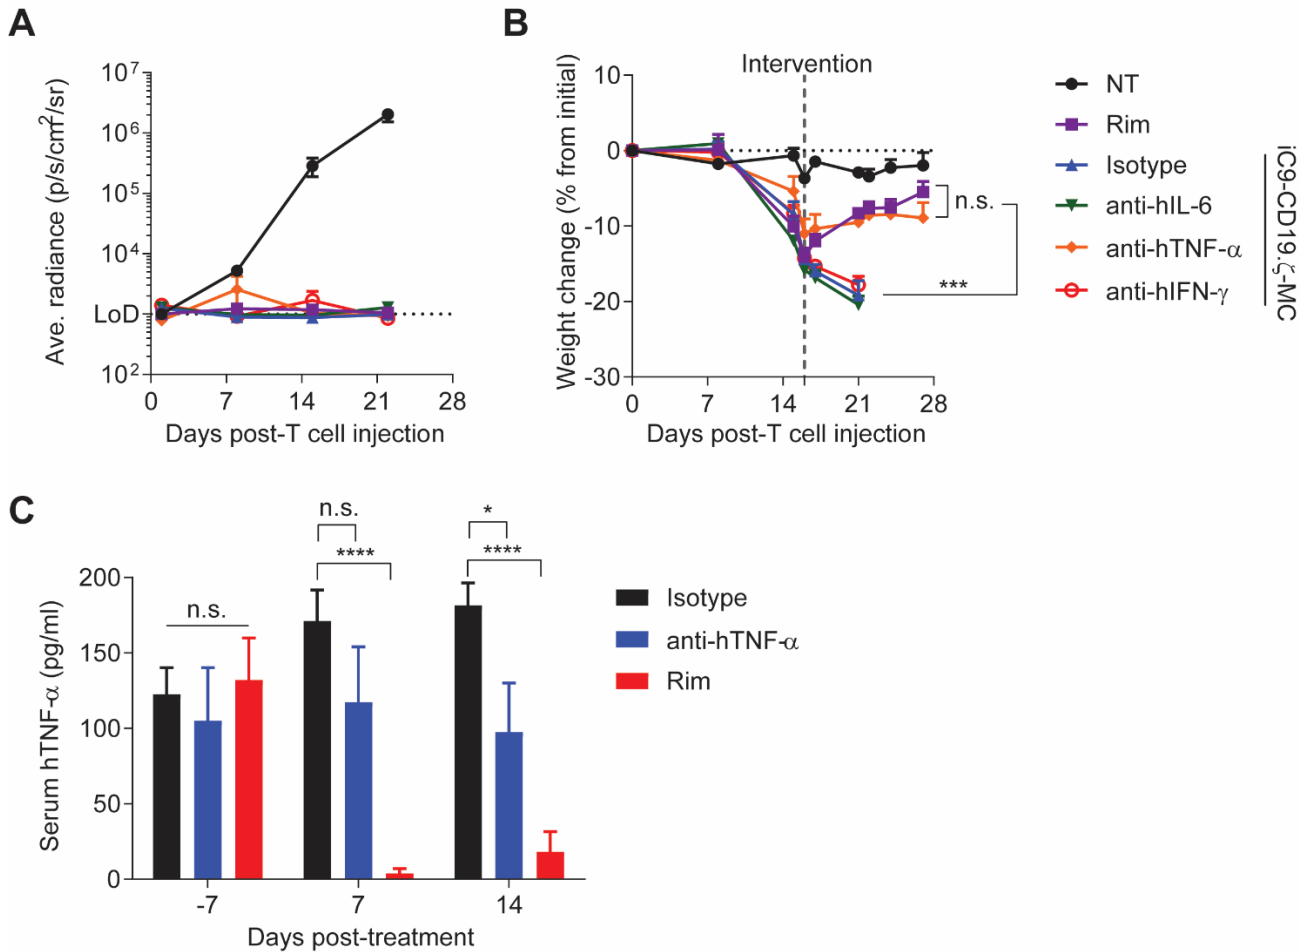 A
Ave. radiance (p/s/cm²/sr)
10⁷
10⁶
10⁵
10⁴
LoD
10²
0 7 14 21 28
Days post-T cell injection
B
Intervention
Weight change (% from initial)
10
0
-10
-20
-30
0 7 14 21 28
Days post-T cell injection
n.s.
***
NT
Rim
Isotype
anti-hIL-6
anti-hTNF-α
anti-hIFN-γ
iC9-CD19.ζ-MC
C
Serum hTNF-α (pg/ml)
200
150
100
50
0
n.s.
n.s.
****
*
****
-7 7 14
Days post-treatment
Isotype
anti-hTNF-α
Rim